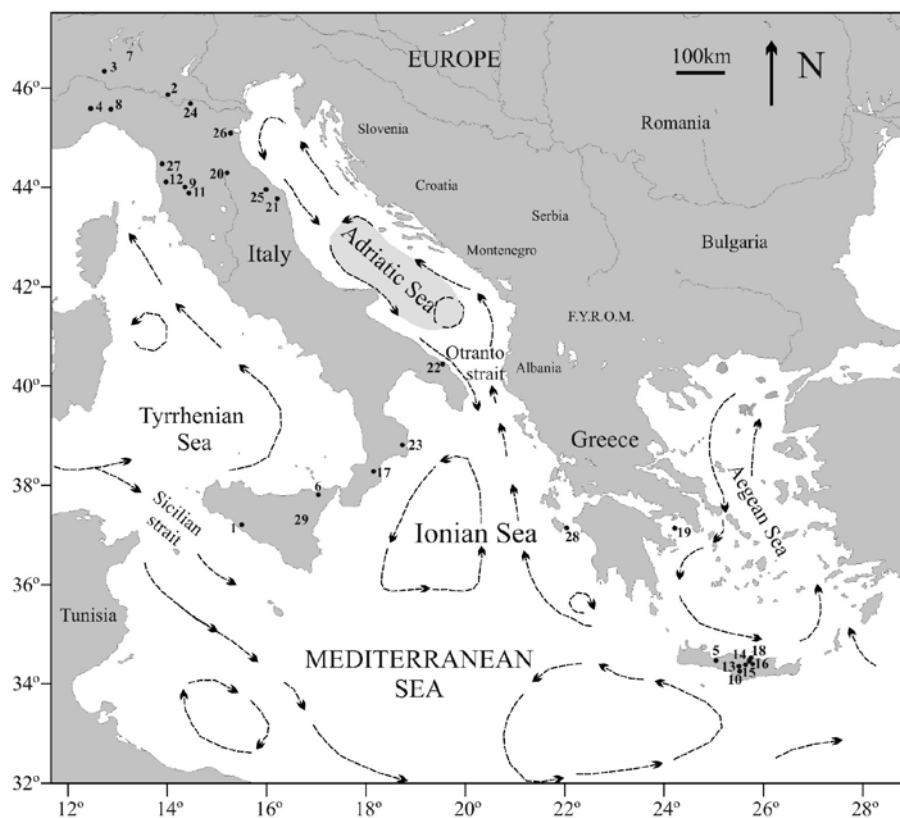 EUROPE
100km
N
46°
7
3
2
4
8
24
Slovenia
Romania
26
44°
27
12
9
11
20
25
21
Croatia
Serbia
Italy
Adriatic Sea
Montenegro
Bulgaria
42°
F.Y.R.O.M.
Otranto
strait
Albania
22
40°
Tyrrhenian
Sea
Greece
Aegean Sea
23
17
38°
6
Sicilian
strait
1
29
Ionian Sea
28
19
36°
Tunisia
MEDITERRANEAN
SEA
5
14
18
13
16
15
10
34°
32°
12°
14°
16°
18°
20°
22°
24°
26°
28°